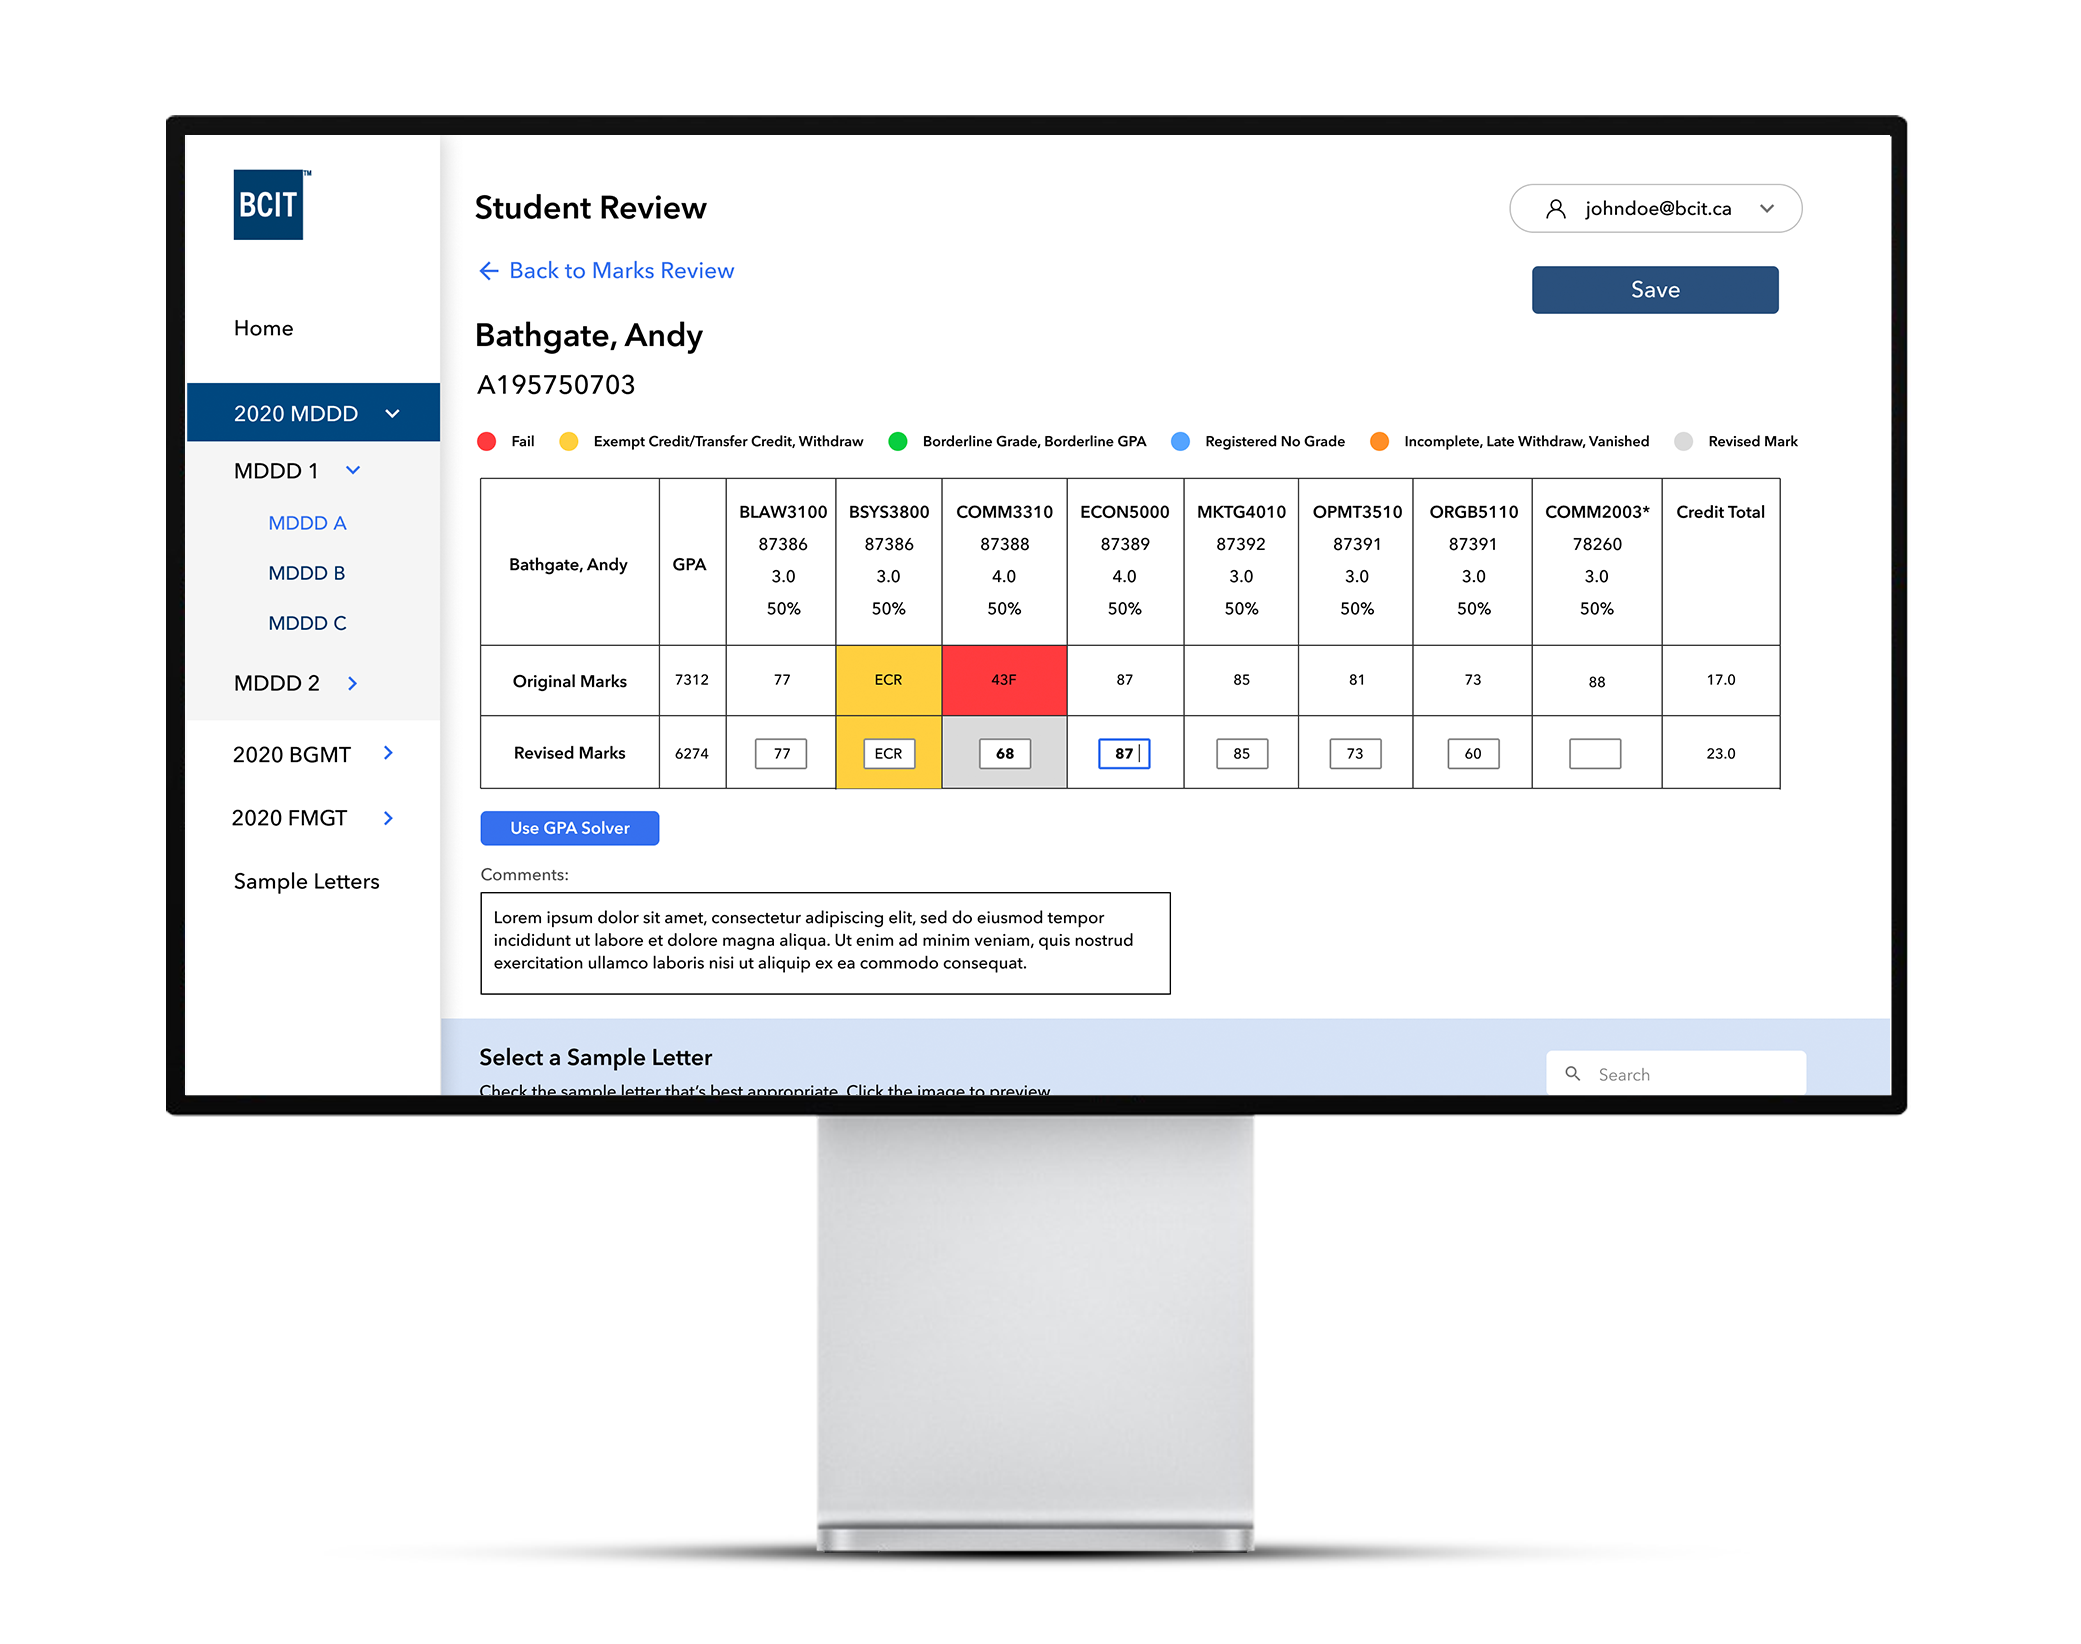 BCIT™
Home
2020 MDDD
MDDD 1
MDDD A
MDDD B
MDDD C
MDDD 2
2020 BGMT
2020 FMGT
Sample Letters
Student Review
johndoe@bcit.ca
Back to Marks Review
Save
Bathgate, Andy
A195750703
Fail Exempt Credit/Transfer Credit, Withdraw Borderline Grade, Borderline GPA Registered No Grade Incomplete, Late Withdraw, Vanished Revised Mark
BLAW3100 BSYS3800 COMM3310 ECON5000 MKTG4010 OPMT3510 ORGB5110 COMM2003* Credit Total
87386 87386 87388 87389 87392 87391 87391 78260
Bathgate, Andy GPA
3.0 3.0 4.0 4.0 3.0 3.0 3.0 3.0
50% 50% 50% 50% 50% 50% 50% 50%
Original Marks 7312 77 ECR 43F 87 85 81 73 88 17.0
Revised Marks 6274 77 ECR 68 87 85 73 60 23.0
Use GPA Solver
Comments:
Lorem ipsum dolor sit amet, consectetur adipiscing elit, sed do eiusmod tempor
incididunt ut labore et dolore magna aliqua. Ut enim ad minim veniam, quis nostrud
exercitation ullamco laboris nisi ut aliquip ex ea commodo consequat.
Select a Sample Letter
Search
Check the sample letter that's best appropriate. Click the image to preview